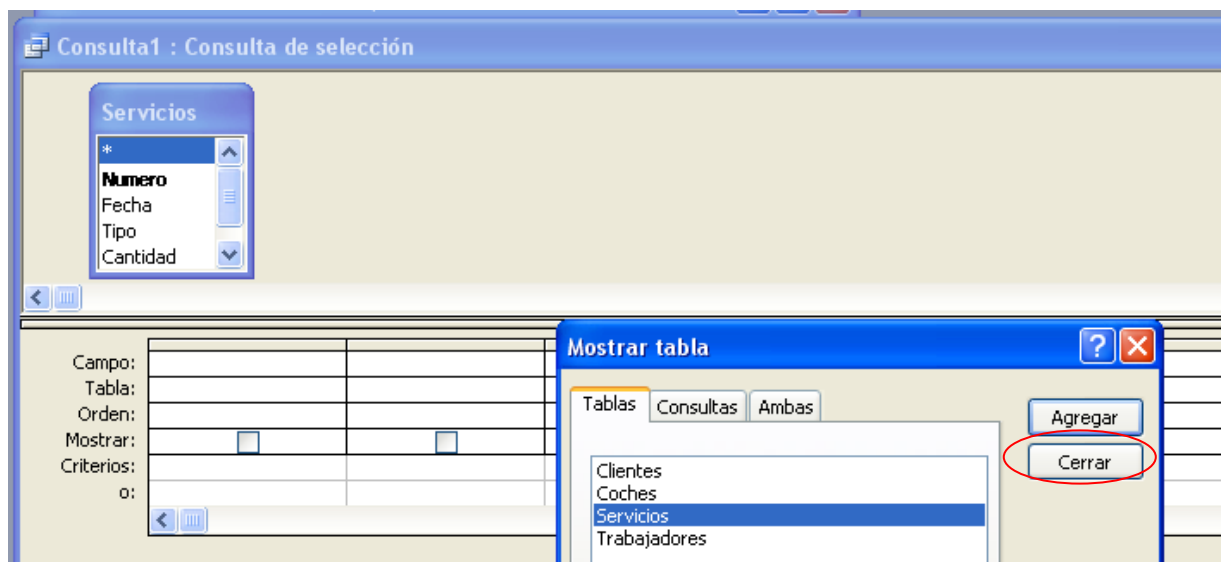 Consulta1 : Consulta de selección
Servicios
*
Numero
Fecha
Tipo
Cantidad
Campo:
Tabla:
Orden:
Mostrar:
Criterios:
o:
Mostrar tabla
Tablas Consultas Ambas
Agregar
Cerrar
Clientes
Coches
Servicios
Trabajadores